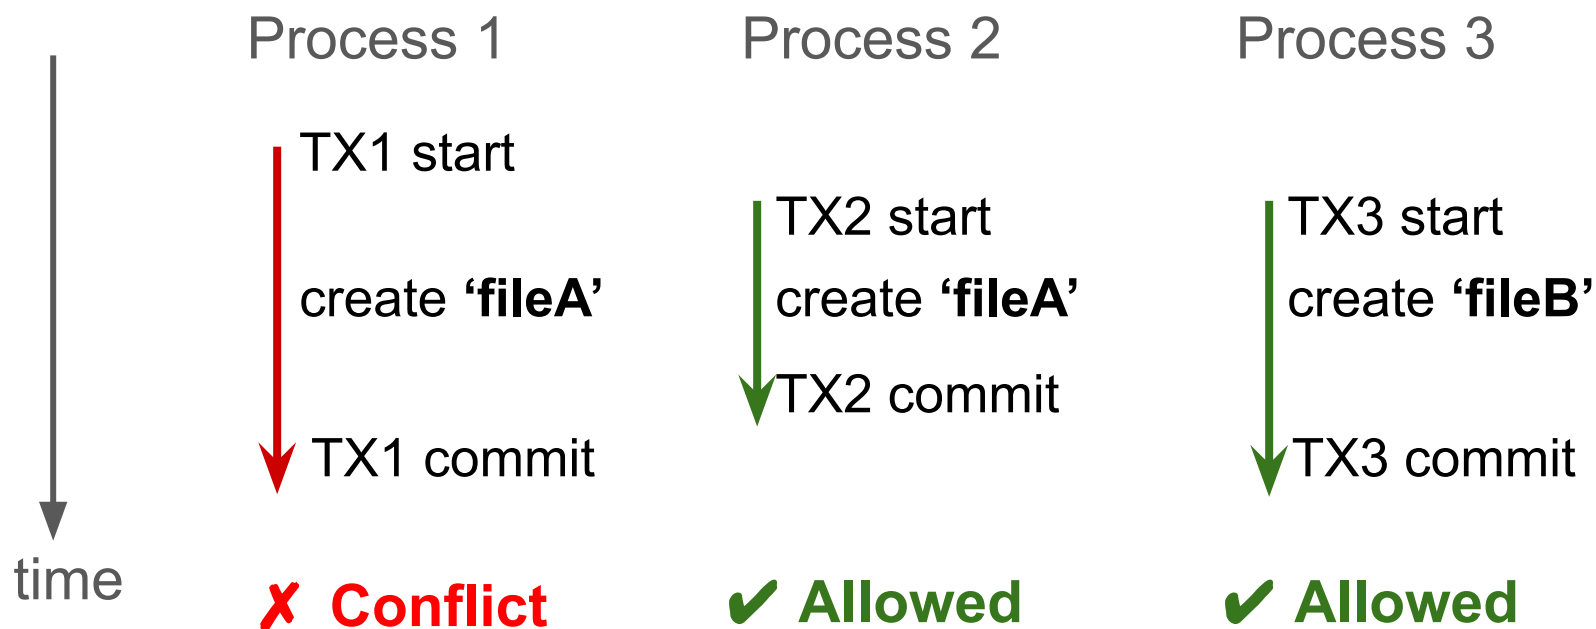 Process 1
TX1 start
create ‘fileA’
TX1 commit
✗ Conflict
Process 2
TX2 start
create ‘fileA’
TX2 commit
✔ Allowed
Process 3
TX3 start
create ‘fileB’
TX3 commit
✔ Allowed
time